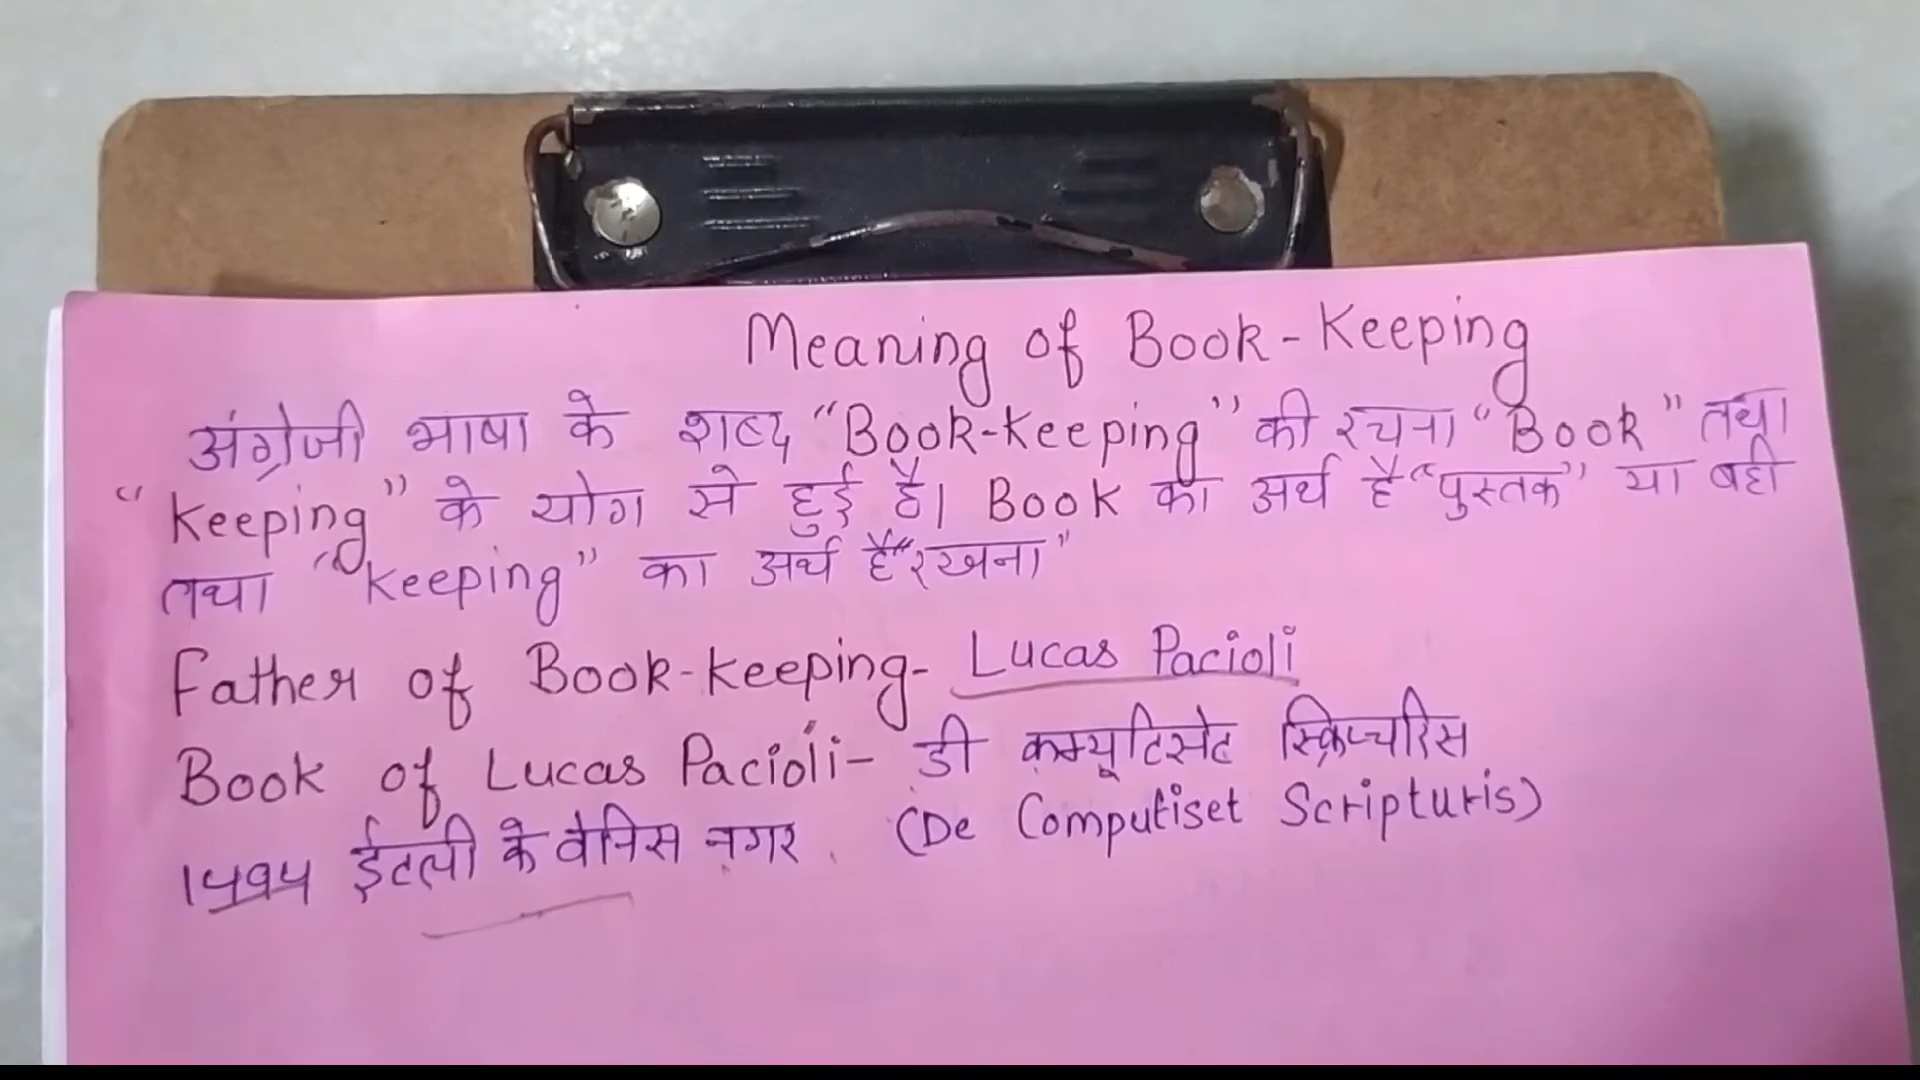 Meaning of Book-Keeping
अंग्रेजी भाषा के शब्द "Book-Keeping" की रचना "Book" तथा
"Keeping" के योग से हुई है। Book का अर्थ है "पुस्तक" या बही
तथा "Keeping" का अर्थ है "रखना"
Father of Book-Keeping- Lucas Pacioli
Book of Lucas Pacioli- डी कम्प्यूटिसेट स्क्रिप्चरिस
1494 ईटली के वेनिस नगर (De Computiset Scripturis)